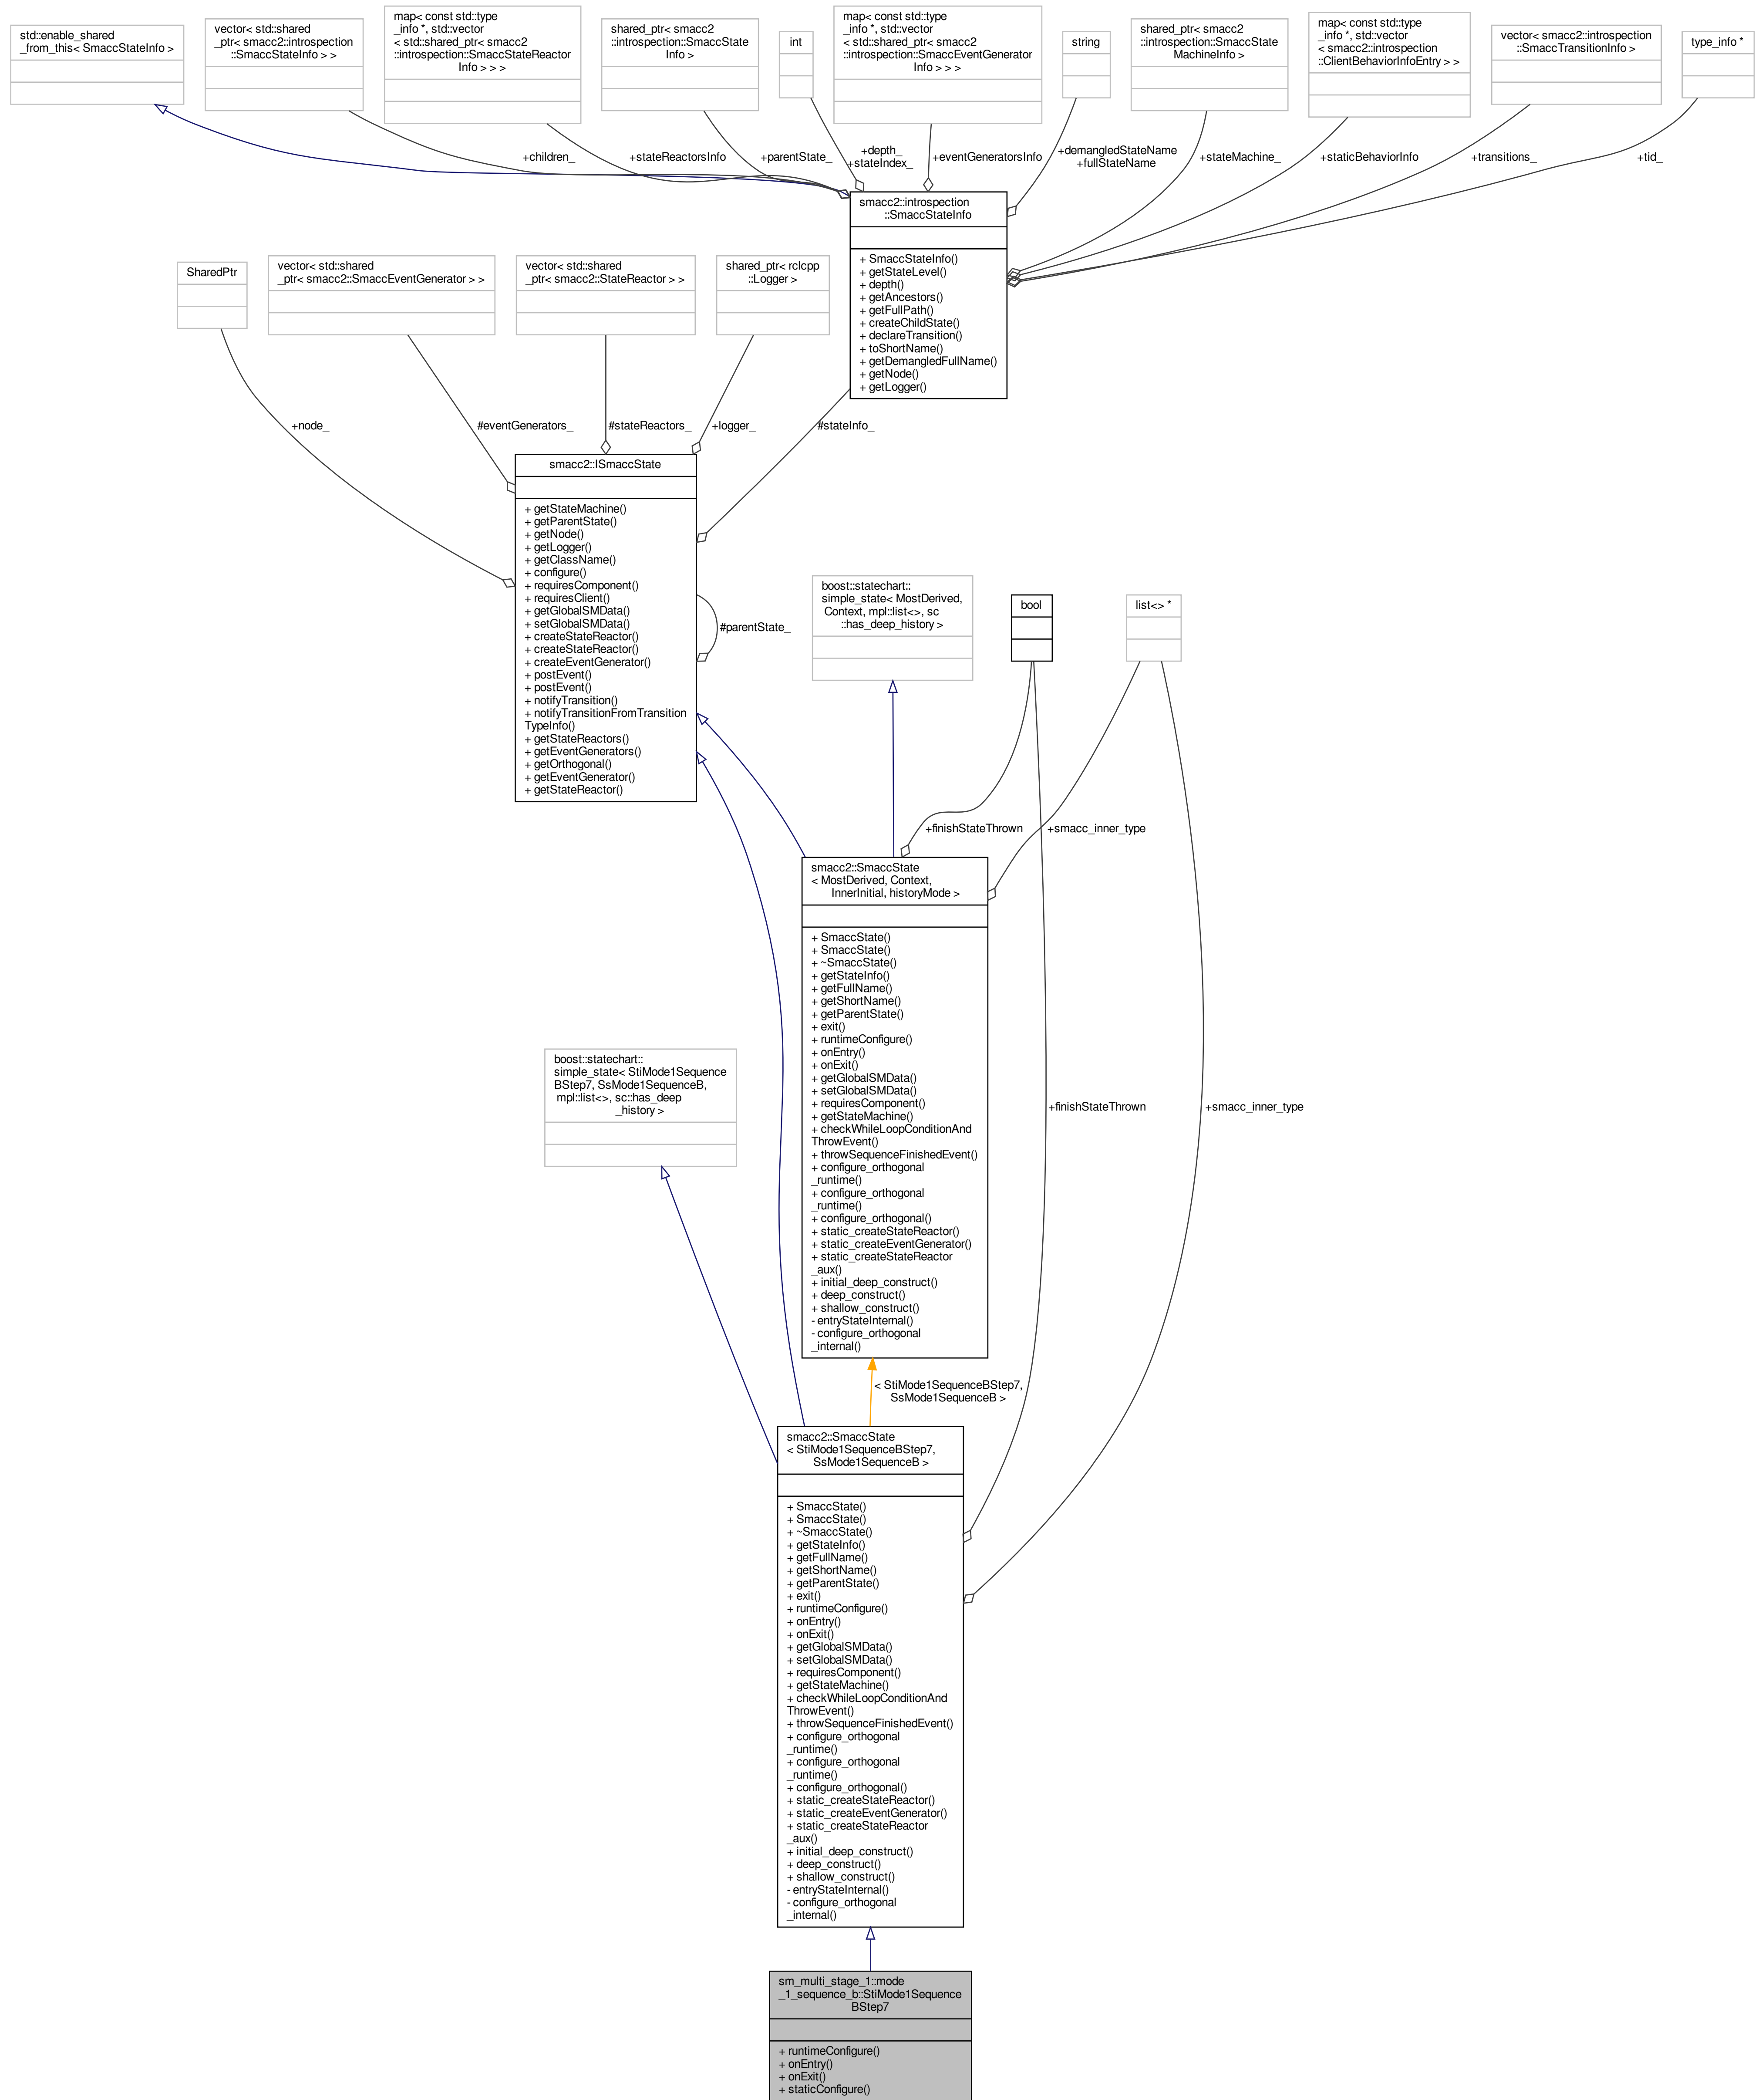 std::enable_shared
_from_this< SmaccStateInfo >
vector< std::shared
_ptr< smacc2::introspection
::SmaccStateInfo > >
map< const std::type
_info *, std::vector
< std::shared_ptr< smacc2
::introspection::SmaccStateReactor
Info > > >
shared_ptr< smacc2
::introspection::SmaccState
Info >
int
map< const std::type
_info *, std::vector
< std::shared_ptr< smacc2
::introspection::SmaccEventGenerator
Info > > >
string
shared_ptr< smacc2
::introspection::SmaccState
MachineInfo >
map< const std::type
_info *, std::vector
< smacc2::introspection
::ClientBehaviorInfoEntry > >
vector< smacc2::introspection
::SmaccTransitionInfo >
type_info *
+children_
+stateReactorsInfo
+parentState_
+depth_
+stateIndex_
+eventGeneratorsInfo
+demangledStateName
+fullStateName
+stateMachine_
+staticBehaviorInfo
+transitions_
+tid_
smacc2::introspection
::SmaccStateInfo
+ SmaccStateInfo()
+ getStateLevel()
+ depth()
+ getAncestors()
+ getFullPath()
+ createChildState()
+ declareTransition()
+ toShortName()
+ getDemangledFullName()
+ getNode()
+ getLogger()
SharedPtr
vector< std::shared
_ptr< smacc2::SmaccEventGenerator > >
vector< std::shared
_ptr< smacc2::StateReactor > >
shared_ptr< rclcpp
::Logger >
+node_
#eventGenerators_
#stateReactors_
+logger_
#stateInfo_
smacc2::ISmaccState
+ getStateMachine()
+ getParentState()
+ getNode()
+ getLogger()
+ getClassName()
+ configure()
+ requiresComponent()
+ requiresClient()
+ getGlobalSMData()
+ setGlobalSMData()
+ createStateReactor()
+ createStateReactor()
+ createEventGenerator()
+ postEvent()
+ postEvent()
+ notifyTransition()
+ notifyTransitionFromTransition
TypeInfo()
+ getStateReactors()
+ getEventGenerators()
+ getOrthogonal()
+ getEventGenerator()
+ getStateReactor()
#parentState_
boost::statechart::
simple_state< MostDerived,
Context, mpl::list<>, sc
::has_deep_history >
bool
list<> *
+finishStateThrown
+smacc_inner_type
smacc2::SmaccState
< MostDerived, Context,
InnerInitial, historyMode >
+ SmaccState()
+ SmaccState()
+ ~SmaccState()
+ getStateInfo()
+ getFullName()
+ getShortName()
+ getParentState()
+ exit()
+ runtimeConfigure()
+ onEntry()
+ onExit()
+ getGlobalSMData()
+ setGlobalSMData()
+ requiresComponent()
+ getStateMachine()
+ checkWhileLoopConditionAnd
ThrowEvent()
+ throwSequenceFinishedEvent()
+ configure_orthogonal
_runtime()
+ configure_orthogonal
_runtime()
+ configure_orthogonal()
+ static_createStateReactor()
+ static_createEventGenerator()
+ static_createStateReactor
_aux()
+ initial_deep_construct()
+ deep_construct()
+ shallow_construct()
- entryStateInternal()
- configure_orthogonal
_internal()
boost::statechart::
simple_state< StiMode1Sequence
BStep7, SsMode1SequenceB,
mpl::list<>, sc::has_deep
_history >
+finishStateThrown
+smacc_inner_type
< StiMode1SequenceBStep7,
SsMode1SequenceB >
smacc2::SmaccState
< StiMode1SequenceBStep7,
SsMode1SequenceB >
+ SmaccState()
+ SmaccState()
+ ~SmaccState()
+ getStateInfo()
+ getFullName()
+ getShortName()
+ getParentState()
+ exit()
+ runtimeConfigure()
+ onEntry()
+ onExit()
+ getGlobalSMData()
+ setGlobalSMData()
+ requiresComponent()
+ getStateMachine()
+ checkWhileLoopConditionAnd
ThrowEvent()
+ throwSequenceFinishedEvent()
+ configure_orthogonal
_runtime()
+ configure_orthogonal
_runtime()
+ configure_orthogonal()
+ static_createStateReactor()
+ static_createEventGenerator()
+ static_createStateReactor
_aux()
+ initial_deep_construct()
+ deep_construct()
+ shallow_construct()
- entryStateInternal()
- configure_orthogonal
_internal()
sm_multi_stage_1::mode
_1_sequence_b::StiMode1Sequence
BStep7
+ runtimeConfigure()
+ onEntry()
+ onExit()
+ staticConfigure()